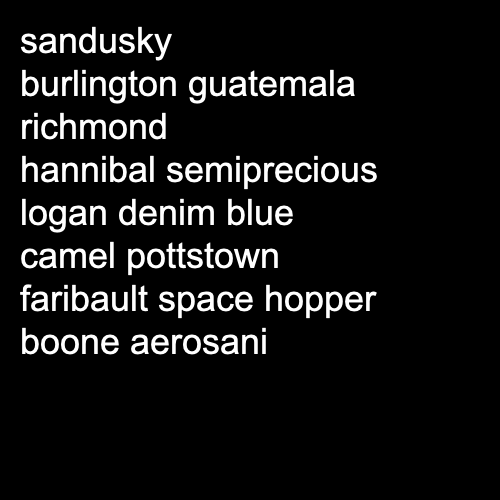 sandusky
burlington guatemala
richmond
hannibal semiprecious
logan denim blue
camel pottstown
faribault space hopper
boone aerosani